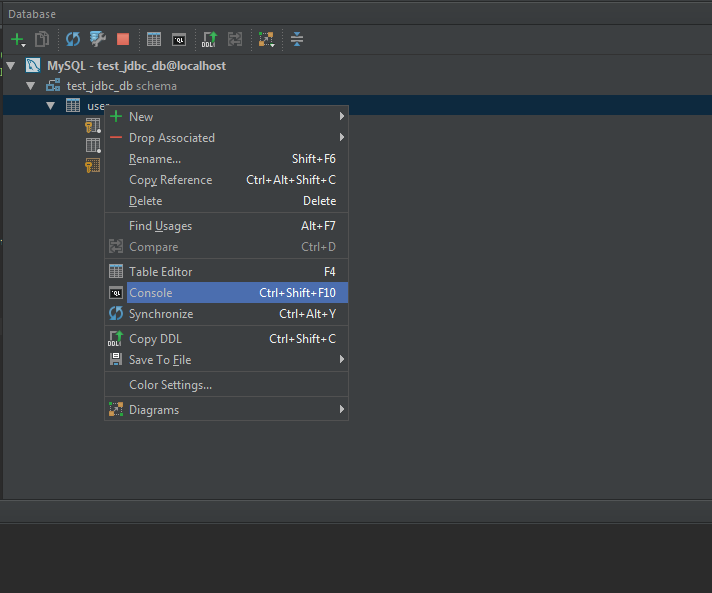 Database
DDL
MySQL - test_jdbc_db@localhost
test_jdbc_db schema
New
Drop Associated
Rename... Shift+F6
Copy Reference Ctrl+Alt+Shift+C
Delete Delete
Find Usages Alt+F7
Compare Ctrl+D
Table Editor F4
Console Ctrl+Shift+F10
Synchronize Ctrl+Alt+Y
DDL Copy DDL Ctrl+Shift+C
Save To File
Color Settings...
Diagrams